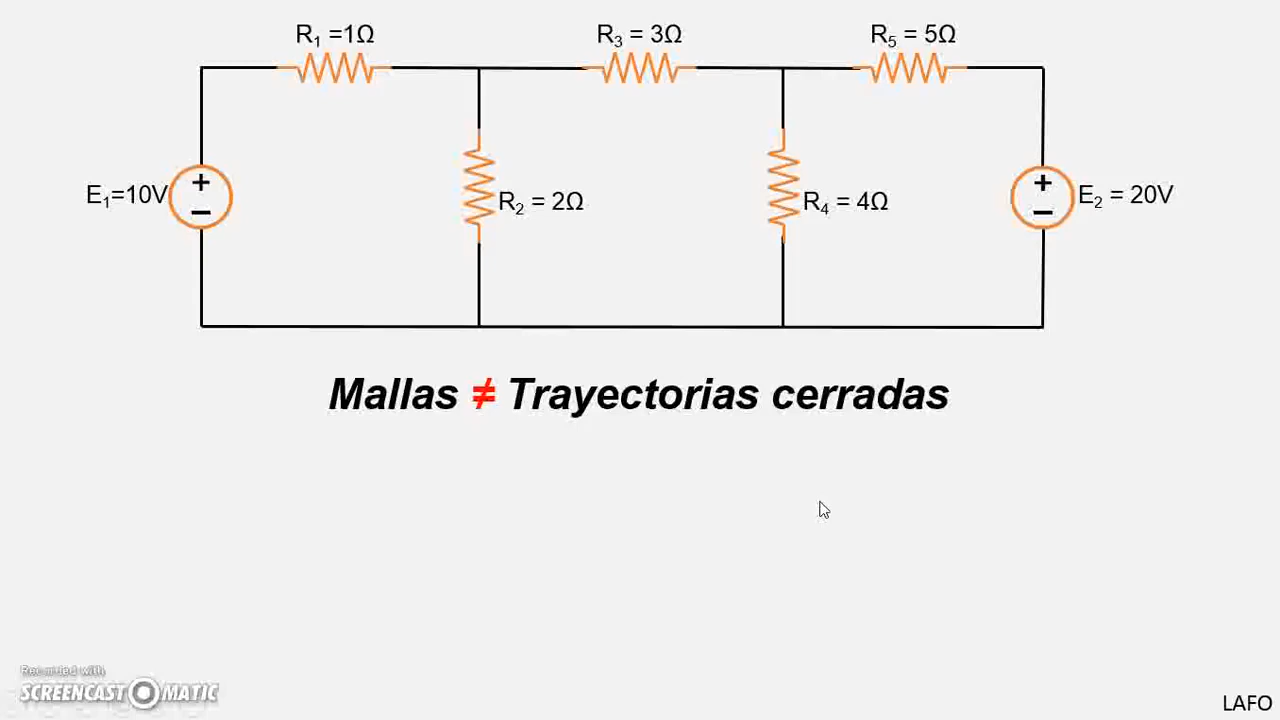 R₁ =1Ω
R₃ = 3Ω
R₅ = 5Ω
E₁=10V
+
−
R₂ = 2Ω
R₄ = 4Ω
+
−
E₂ = 20V
Mallas ≠ Trayectorias cerradas
Recorded with
SCREENCAST MATIC
LAFO